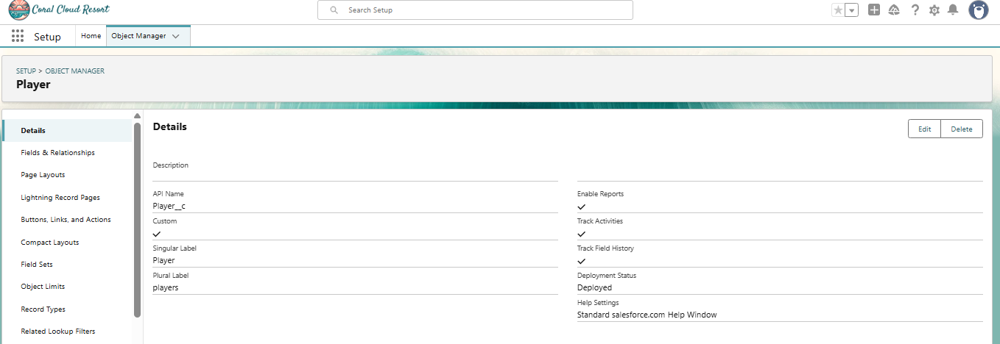 Coral Cloud Resort
Search Setup
Setup Home Object Manager
SETUP > OBJECT MANAGER
Player
Details
Fields & Relationships
Page Layouts
Lightning Record Pages
Buttons, Links, and Actions
Compact Layouts
Field Sets
Object Limits
Record Types
Related Lookup Filters
Details
Edit Delete
Description
API Name
Player__c
Custom
Singular Label
Player
Plural Label
players
Enable Reports
Track Activities
Track Field History
Deployment Status
Deployed
Help Settings
Standard salesforce.com Help Window